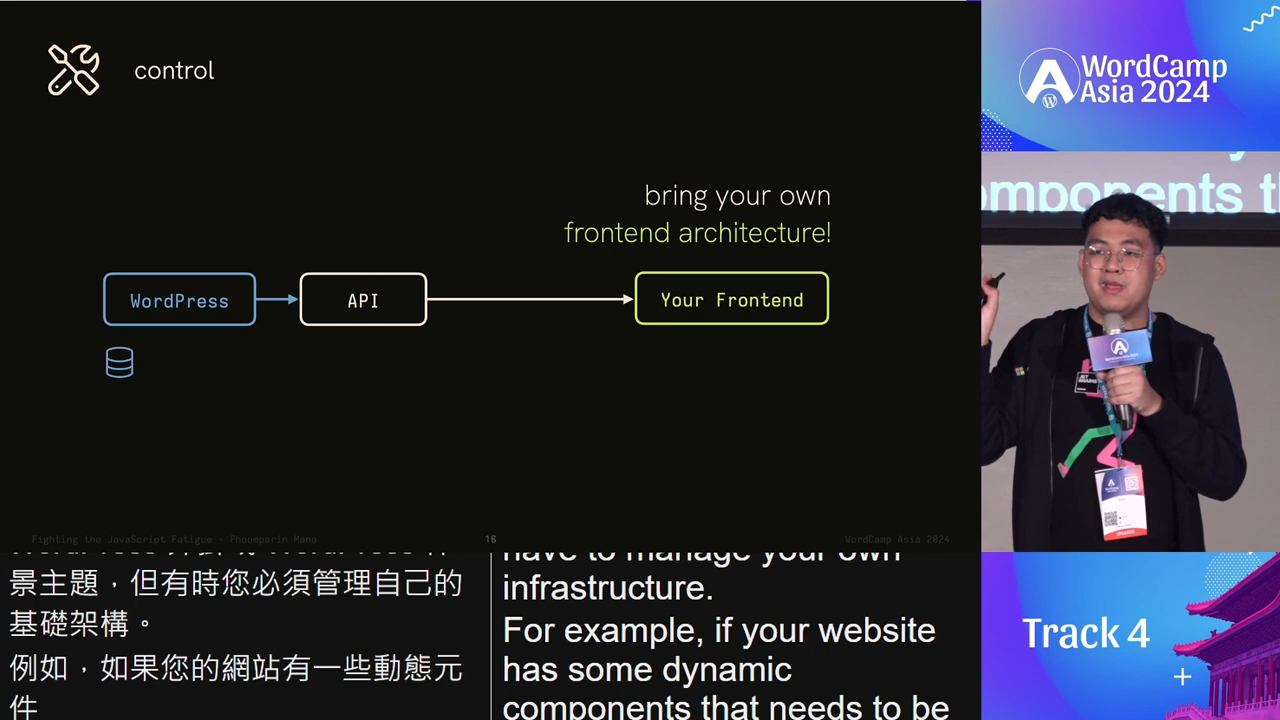 control
bring your own
frontend architecture!
WordPress
API
Your Frontend
Fighting the JavaScript Fatigue · Phoomparin Mano
16
WordCamp Asia 2024
景主題，但有時您必須管理自己的
基礎架構。
例如，如果您的網站有一些動態元
件
have to manage your own
infrastructure.
For example, if your website
has some dynamic
components that needs to be
WordCamp
Asia 2024
omponents th
JET
BRAINS
Track 4